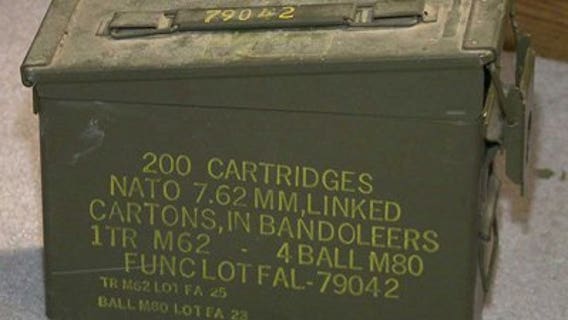 79042
200 CARTRIDGES
NATO 7.62 MM, LINKED
CARTONS, IN BANDOLEERS
1TR M62 - 4 BALL M80
FUNC LOT FAL-79042
TR M62 LOT FA 25
BALL M80 LOT FA 23